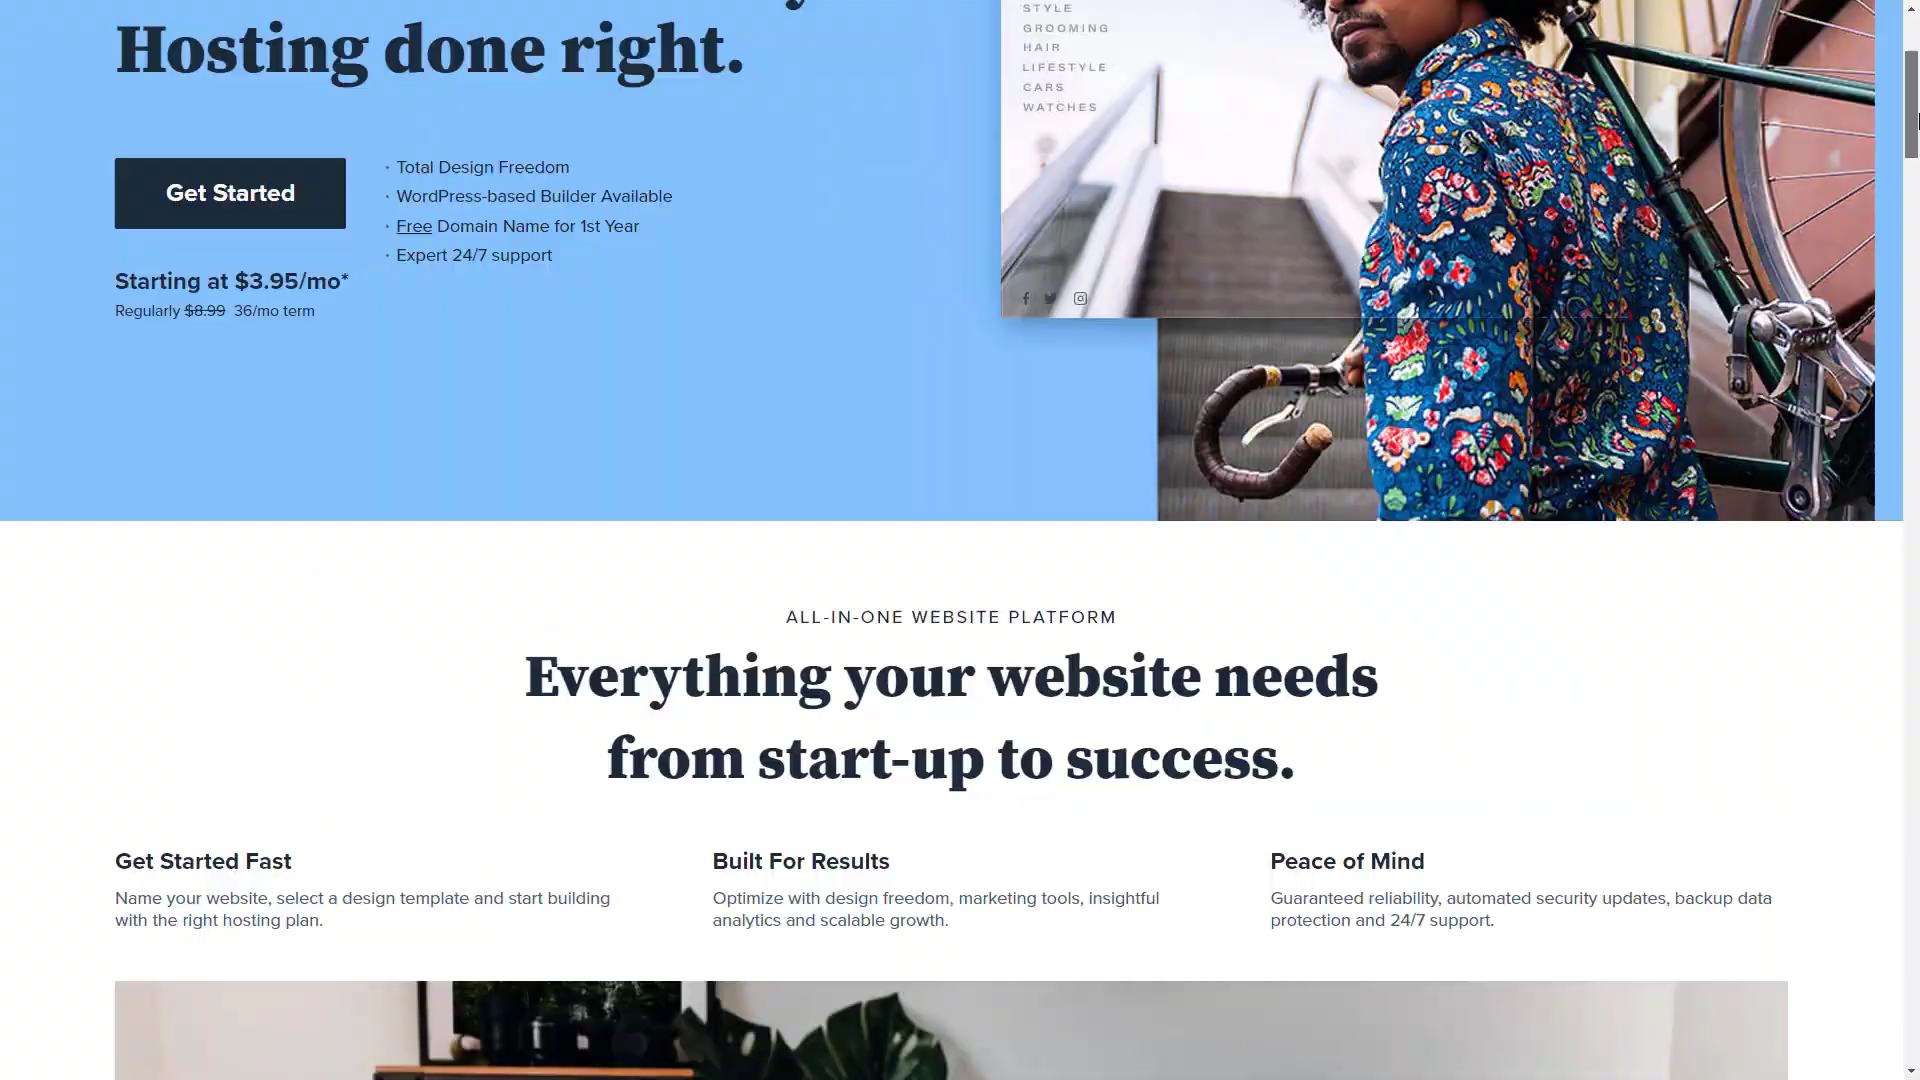 Hosting done right.
Get Started
· Total Design Freedom
· WordPress-based Builder Available
· Free Domain Name for 1st Year
· Expert 24/7 support
Starting at $3.95/mo*
Regularly $8.99 36/mo term
STYLE
GROOMING
HAIR
LIFESTYLE
CARS
WATCHES
ALL-IN-ONE WEBSITE PLATFORM
Everything your website needs
from start-up to success.
Get Started Fast
Name your website, select a design template and start building
with the right hosting plan.
Built For Results
Optimize with design freedom, marketing tools, insightful
analytics and scalable growth.
Peace of Mind
Guaranteed reliability, automated security updates, backup data
protection and 24/7 support.